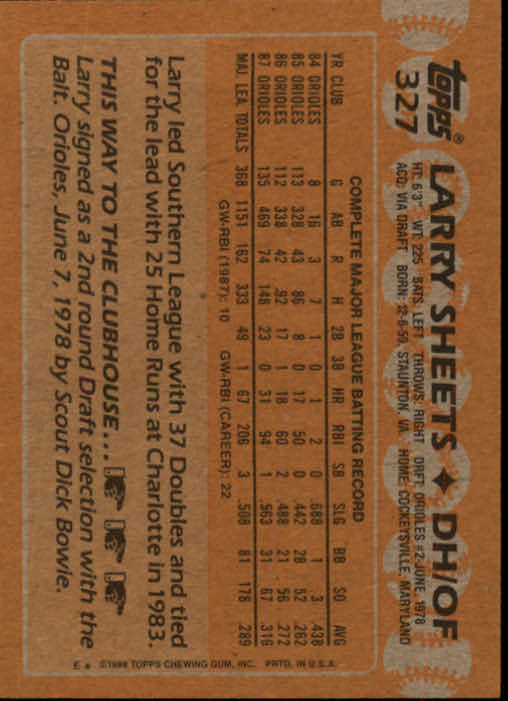 topps®
327
LARRY SHEETS ♦ DH/OF
HT: 6'3" WT: 225 BATS: LEFT THROWS: RIGHT DRFT: ORIOLES #2-JUNE, 1978
ACQ: VIA DRAFT BORN: 12-6-59, STAUNTON, VA. HOME: COCKEYSVILLE, MARYLAND
COMPLETE MAJOR LEAGUE BATTING RECORD
YR CLUB G AB R H 2B 3B HR RBI SB SLG BB SO AVG
84 ORIOLES 8 16 3 7 1 0 1 2 0 .688 1 3 .438
85 ORIOLES 113 328 43 86 8 0 17 50 0 .442 28 52 .262
86 ORIOLES 112 338 42 92 17 1 18 60 2 .488 21 56 .272
87 ORIOLES 135 469 74 148 23 0 31 94 1 .563 31 67 .316
MAJ. LEA. TOTALS 368 1151 162 333 49 1 67 206 3 .508 81 178 .289
GW-RBI (1987): 10 GW-RBI (CAREER): 22
Larry led Southern League with 37 Doubles and tied
for the lead with 25 Home Runs at Charlotte in 1983.
THIS WAY TO THE CLUBHOUSE...
Larry signed as a 2nd round Draft selection with the
Balt. Orioles, June 7, 1978 by Scout Dick Bowie.
E * ©1988 TOPPS CHEWING GUM, INC. PRTD. IN U.S.A.